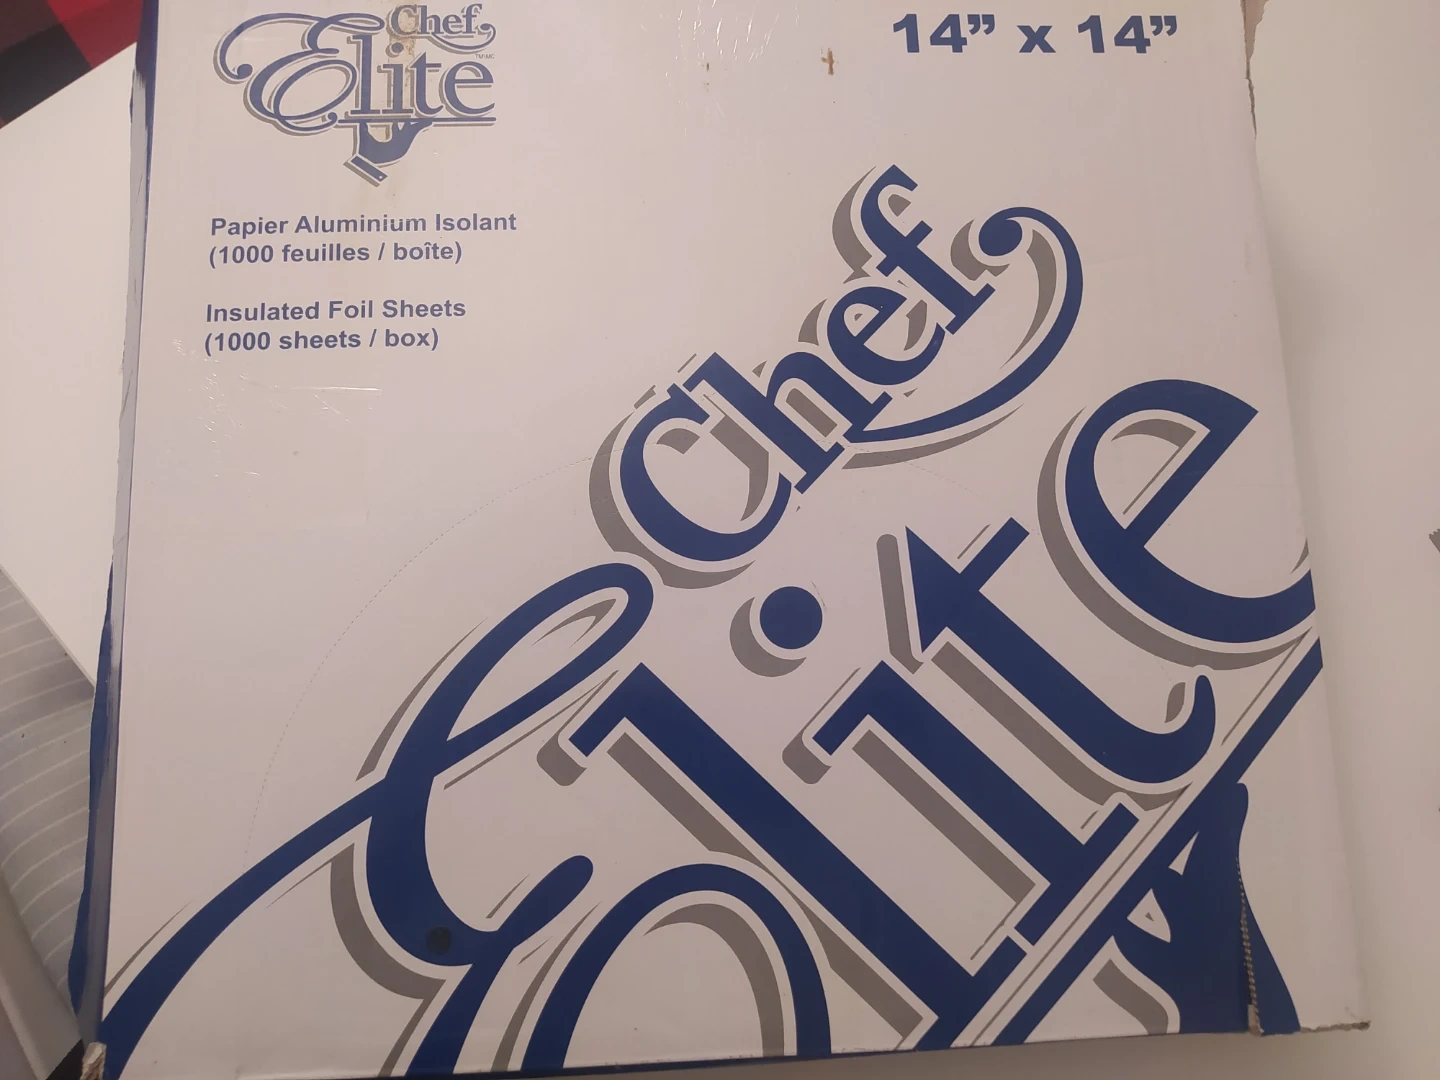 Chef
Elite
TM/MC
14” x 14”
Papier Aluminium Isolant
(1000 feuilles / boîte)
Insulated Foil Sheets
(1000 sheets / box)
Chef
Elite